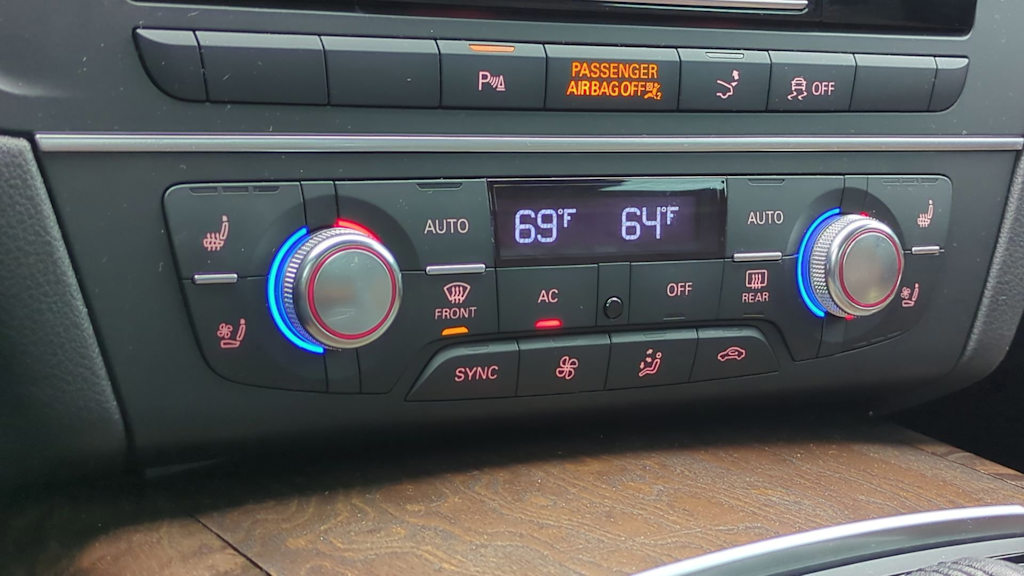 P
PASSENGER
AIRBAG OFF
OFF
AUTO
69°F 64°F
AUTO
FRONT
AC
OFF
REAR
SYNC